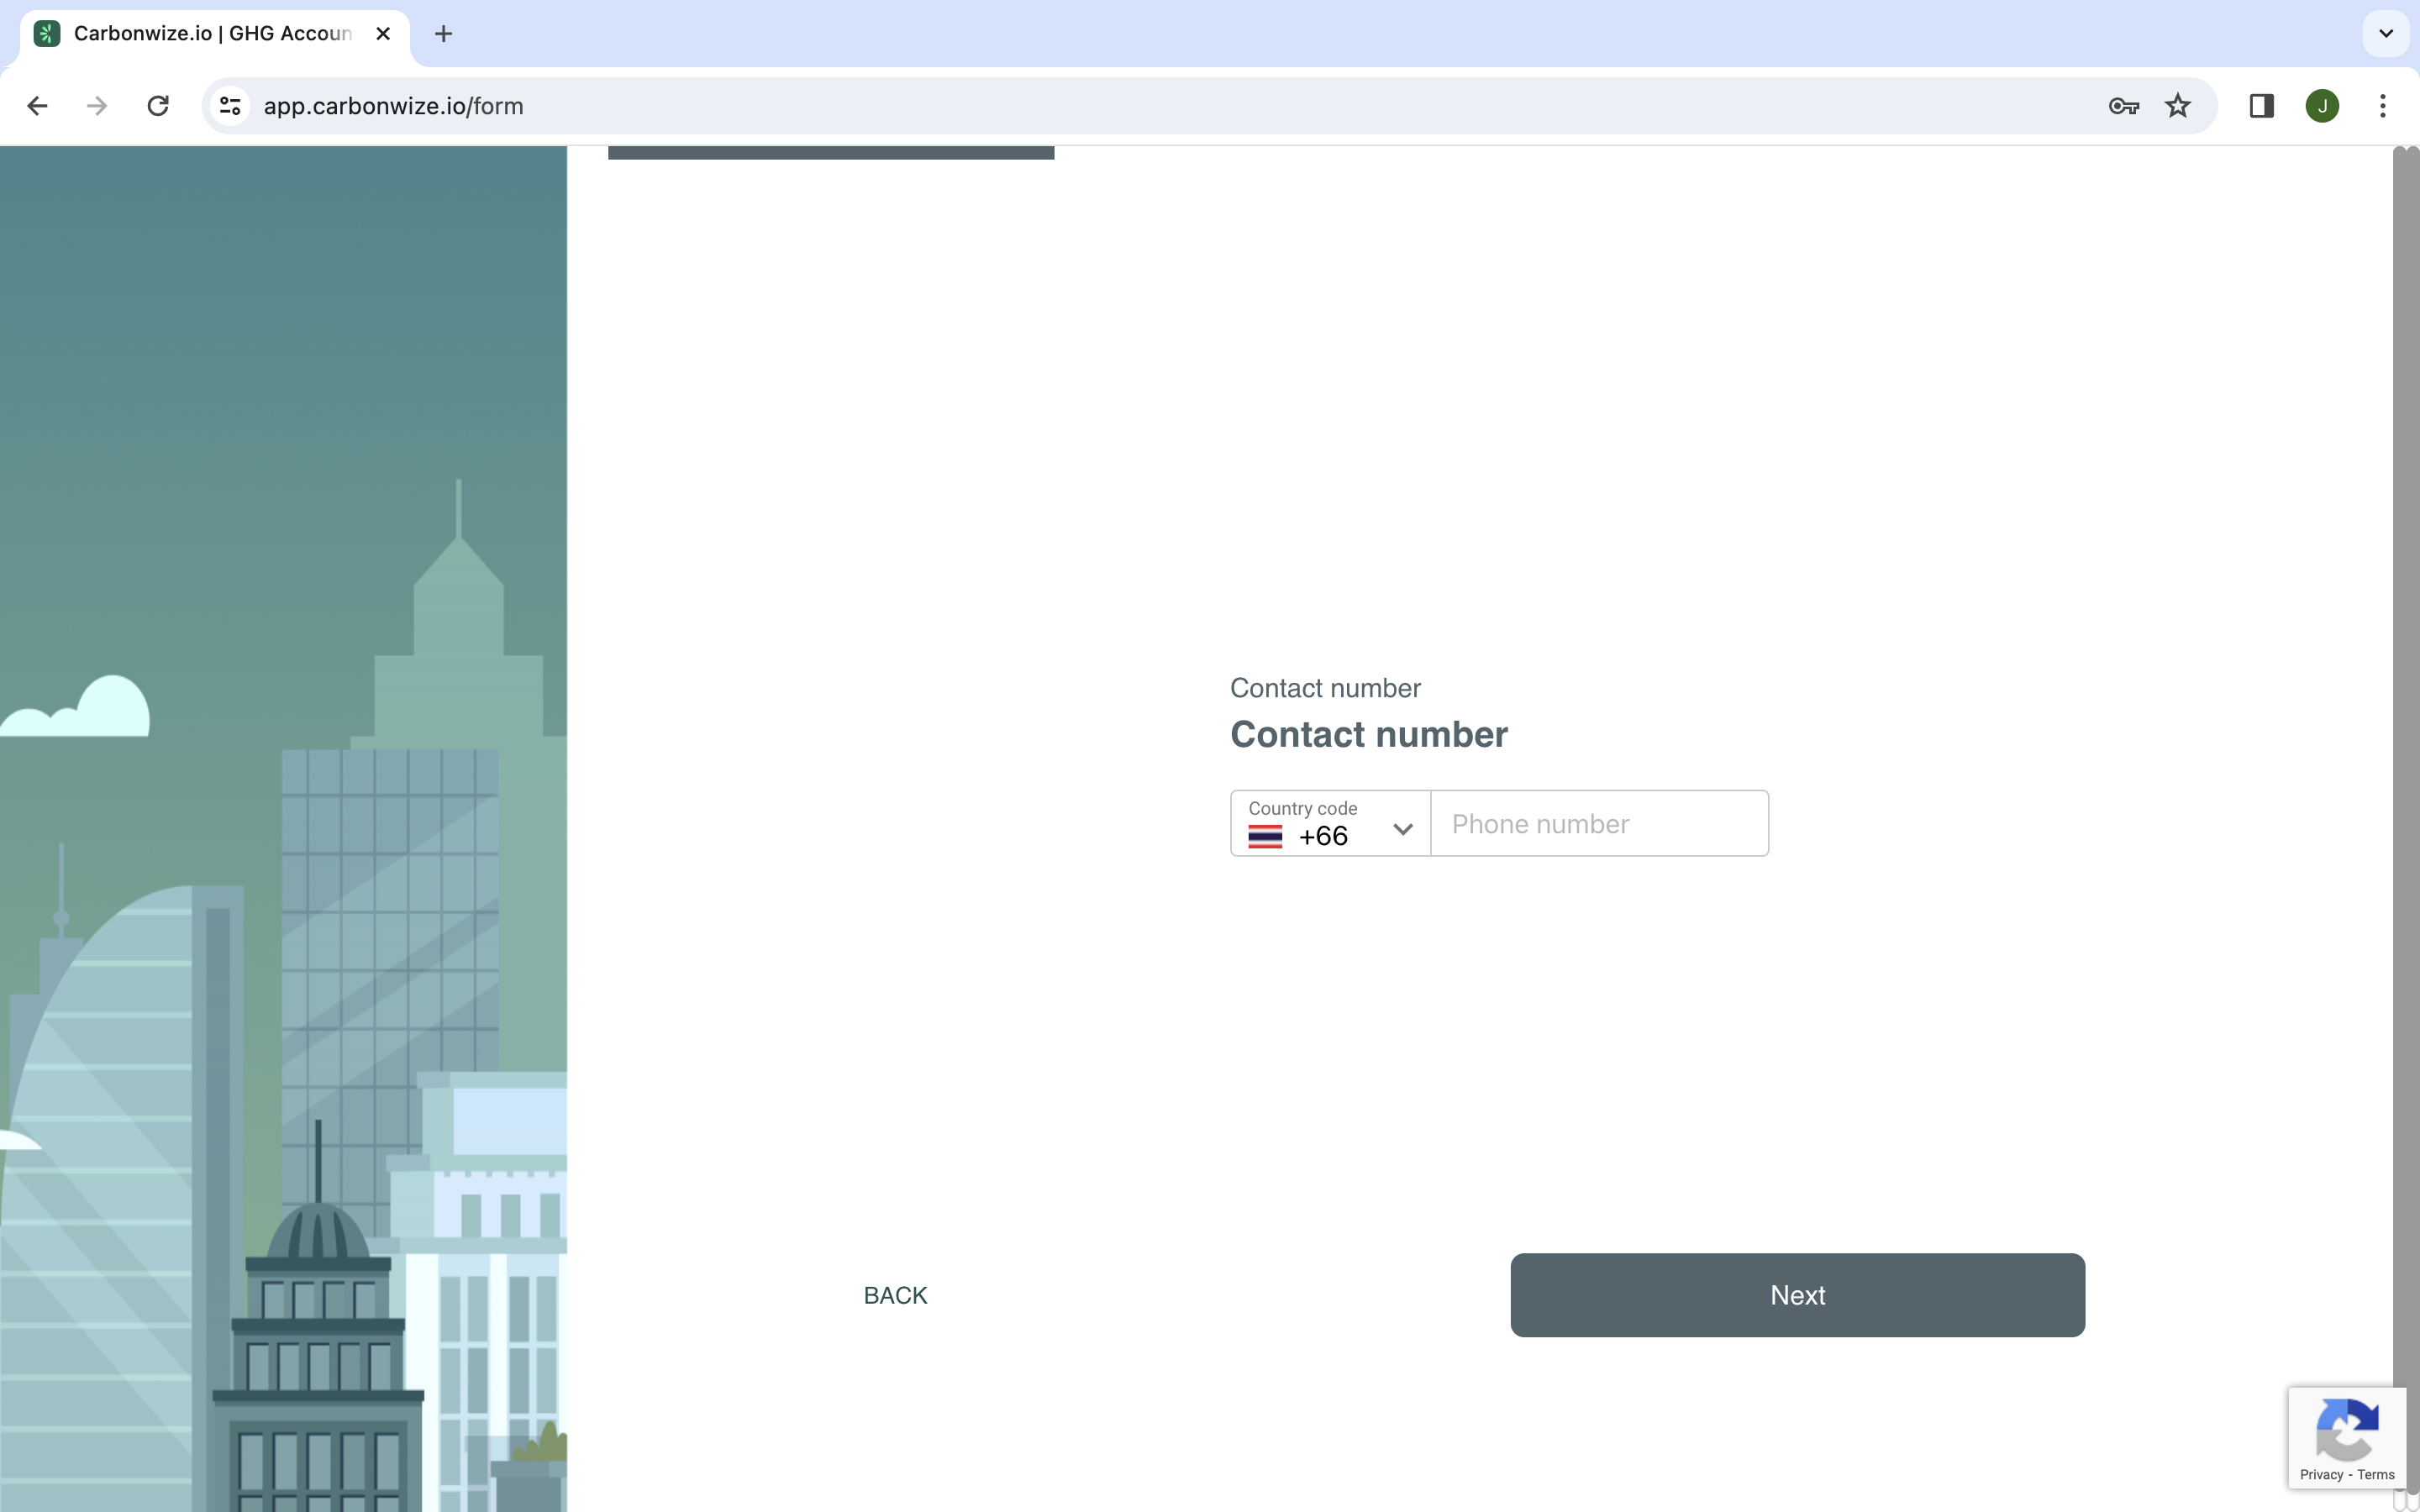 Carbonwize.io | GHG Accoun
app.carbonwize.io/form
J
Contact number
Contact number
Country code
+66
Phone number
BACK
Next
Privacy - Terms